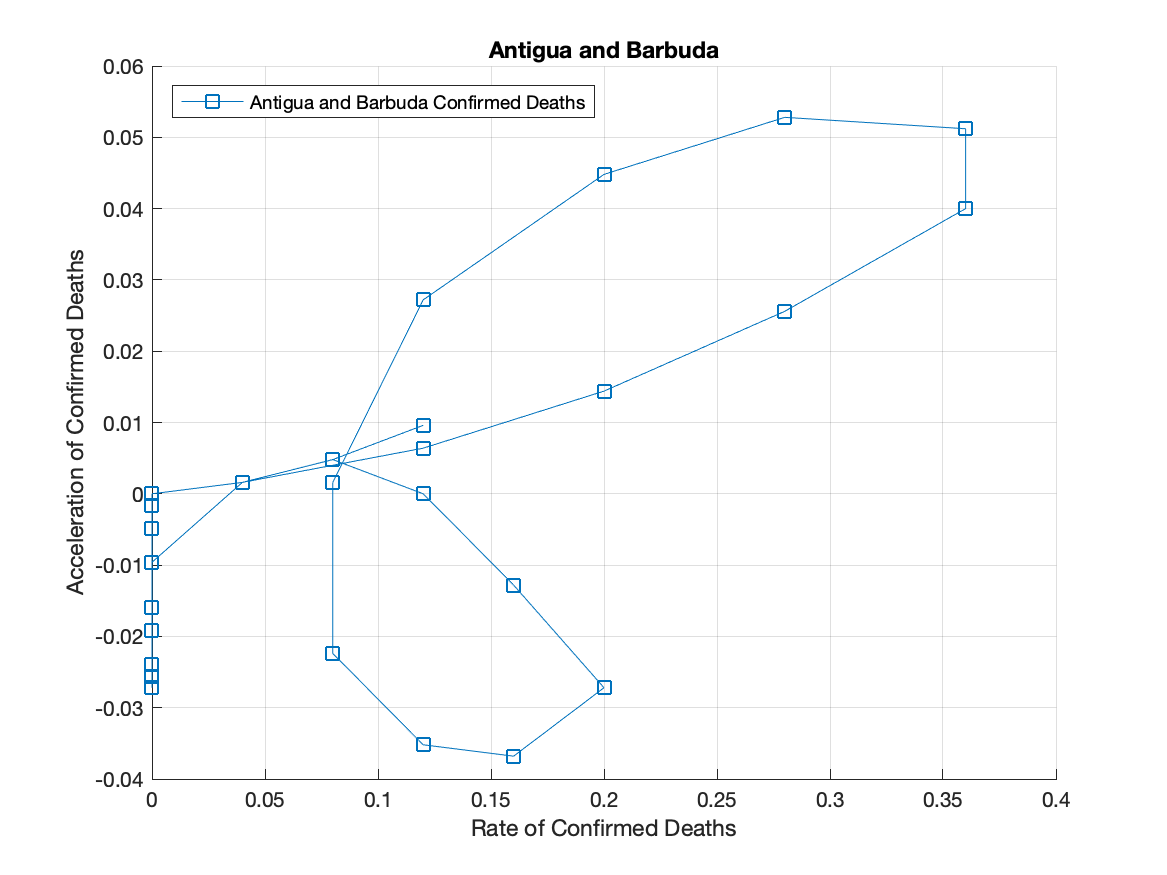 Antigua and Barbuda
Antigua and Barbuda Confirmed Deaths
Acceleration of Confirmed Deaths
0.06
0.05
0.04
0.03
0.02
0.01
0
-0.01
-0.02
-0.03
-0.04
0 0.05 0.1 0.15 0.2 0.25 0.3 0.35 0.4
Rate of Confirmed Deaths